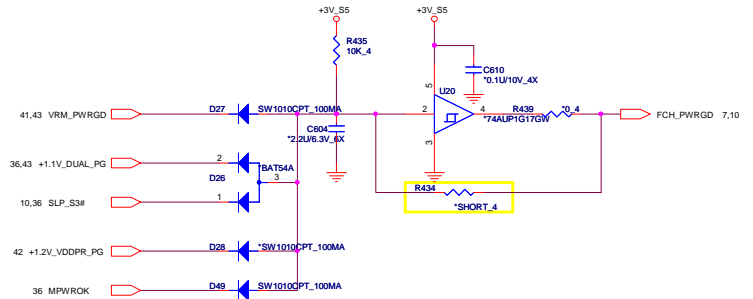 +3V_S5
+3V_S5
R435
10K_4
C610
*0.1U/10V_4X
5
U20
41,43 VRM_PWRGD
D27
SW1010CPT_100MA
2
4
R439
*0_4
FCH_PWRGD 7,10
*74AUP1G17GW
C604
*2.2U/6.3V_6X
3
36,43 +1.1V_DUAL_PG
2
*BAT54A
D26
3
10,36 SLP_S3#
1
R434
*SHORT_4
42 +1.2V_VDDPR_PG
D28
*SW1010CPT_100MA
36 MPWROK
D49
SW1010CPT_100MA